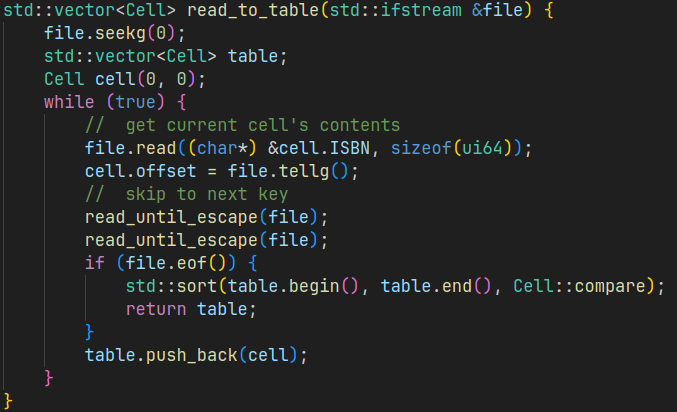 std::vector<Cell> read_to_table(std::ifstream &file) {
    file.seekg(0);
    std::vector<Cell> table;
    Cell cell(0, 0);
    while (true) {
        //  get current cell's contents
        file.read((char*) &cell.ISBN, sizeof(ui64));
        cell.offset = file.tellg();
        //  skip to next key
        read_until_escape(file);
        read_until_escape(file);
        if (file.eof()) {
            std::sort(table.begin(), table.end(), Cell::compare);
            return table;
        }
        table.push_back(cell);
    }
}